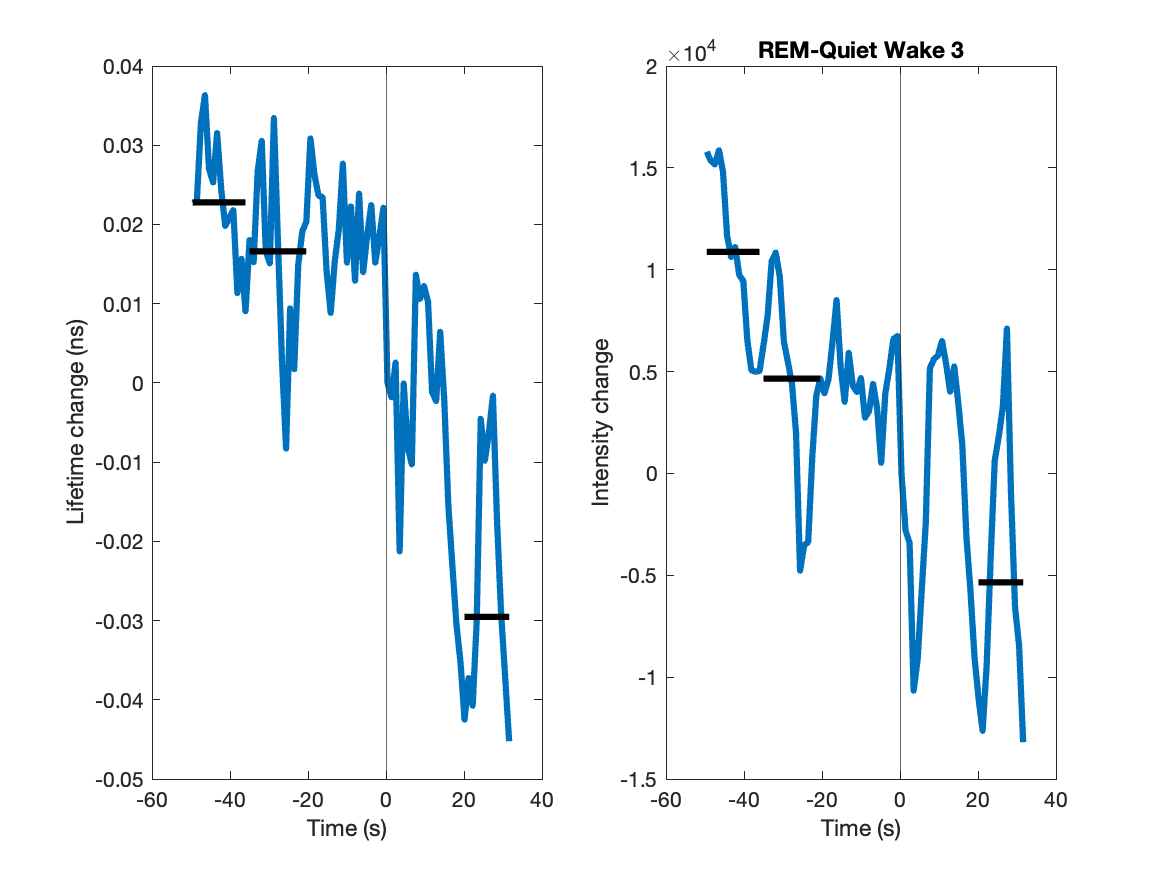 0.04
0.03
0.02
0.01
0
-0.01
-0.02
-0.03
-0.04
-0.05
-60 -40 -20 0 20 40
Time (s)
Lifetime change (ns)
REM-Quiet Wake 3
×10^4
2
1.5
1
0.5
0
-0.5
-1
-1.5
-60 -40 -20 0 20 40
Time (s)
Intensity change